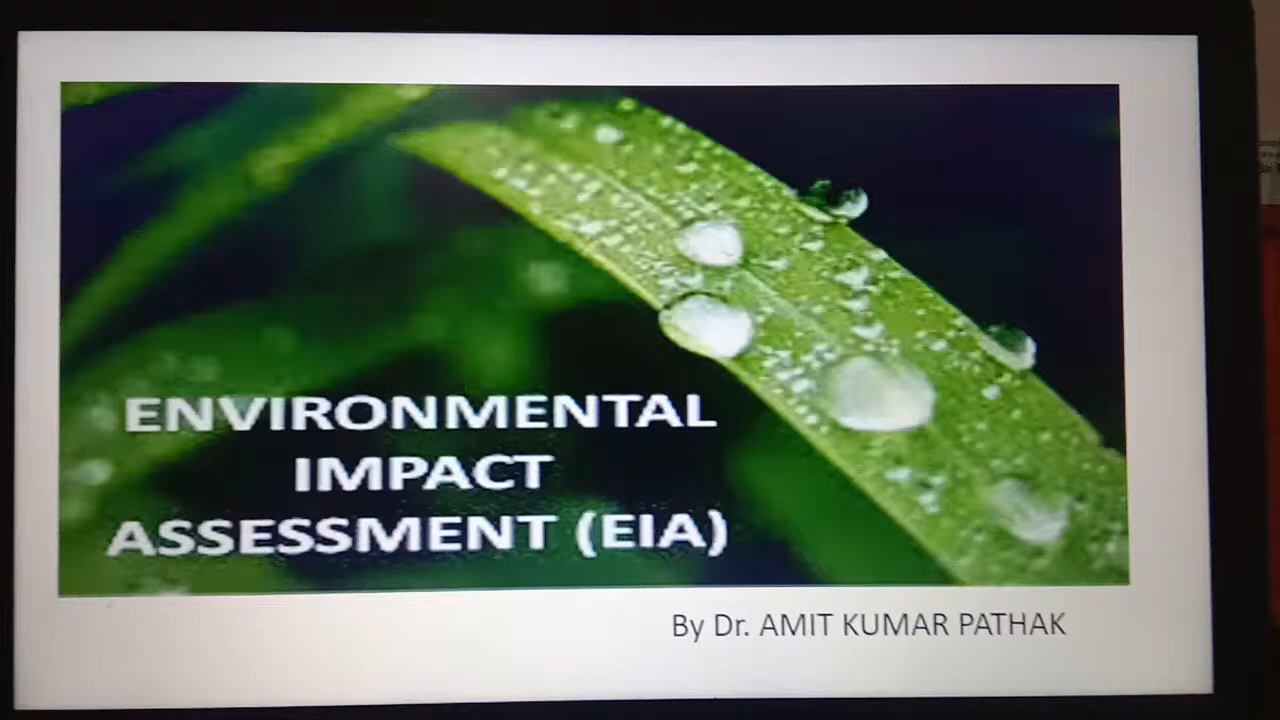 ENVIRONMENTAL
IMPACT
ASSESSMENT (EIA)
By Dr. AMIT KUMAR PATHAK